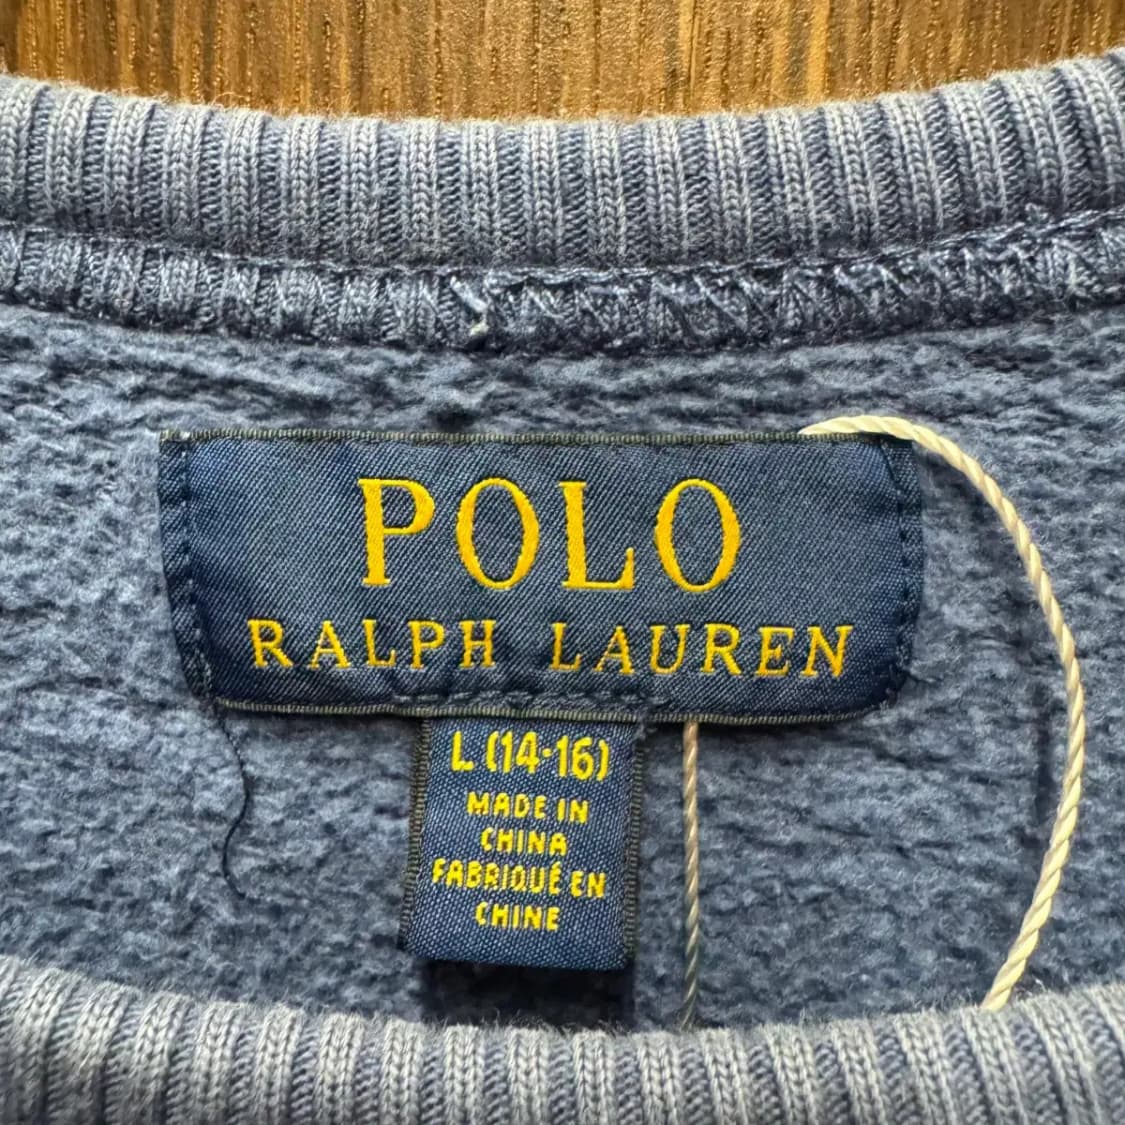 POLO
RALPH LAUREN
L (14-16)
MADE IN
CHINA
FABRIQUÉ EN
CHINE